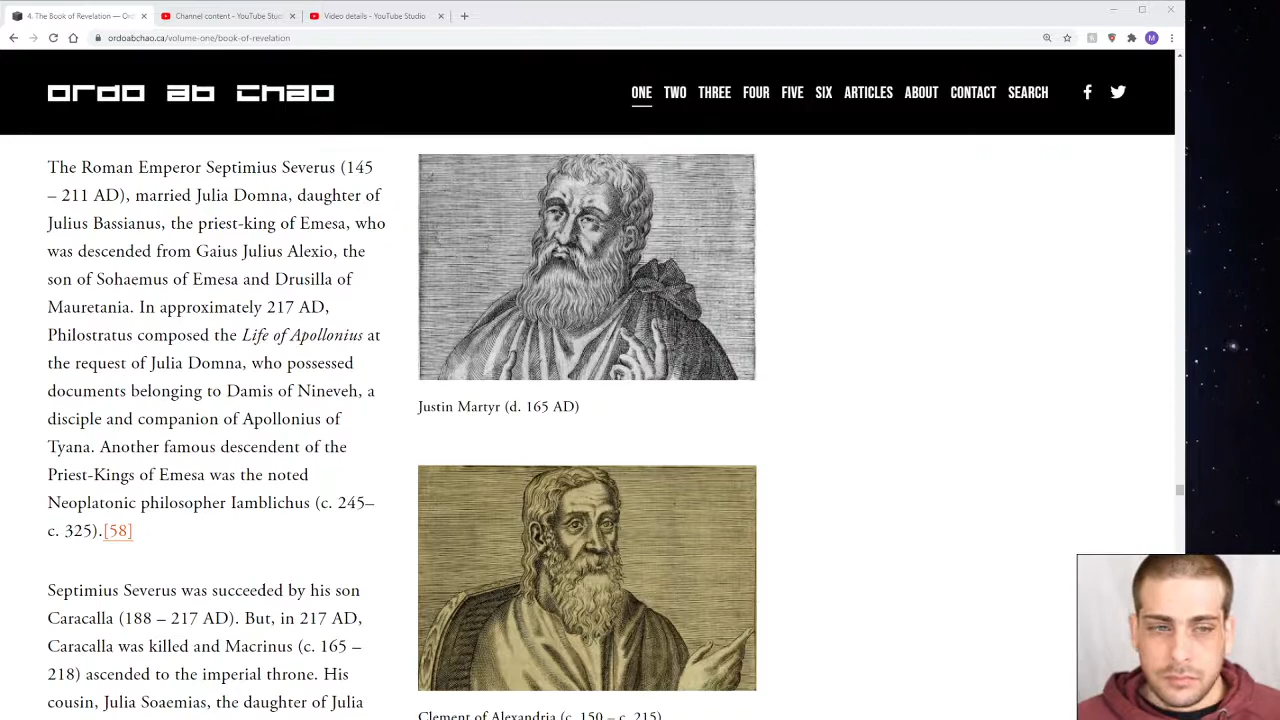 4. The Book of Revelation — Ord
Channel content - YouTube Stud
Video details - YouTube Studio
ordoabchao.ca/volume-one/book-of-revelation
M
ordo ab chao
ONE TWO THREE FOUR FIVE SIX ARTICLES ABOUT CONTACT SEARCH
The Roman Emperor Septimius Severus (145
– 211 AD), married Julia Domna, daughter of
Julius Bassianus, the priest-king of Emesa, who
was descended from Gaius Julius Alexio, the
son of Sohaemus of Emesa and Drusilla of
Mauretania. In approximately 217 AD,
Philostratus composed the Life of Apollonius at
the request of Julia Domna, who possessed
documents belonging to Damis of Nineveh, a
disciple and companion of Apollonius of
Tyana. Another famous descendent of the
Priest-Kings of Emesa was the noted
Neoplatonic philosopher Iamblichus (c. 245–
c. 325).[58]
Septimius Severus was succeeded by his son
Caracalla (188 – 217 AD). But, in 217 AD,
Caracalla was killed and Macrinus (c. 165 –
218) ascended to the imperial throne. His
cousin, Julia Soaemias, the daughter of Julia
Justin Martyr (d. 165 AD)
Clement of Alexandria (c. 150 – c. 215)